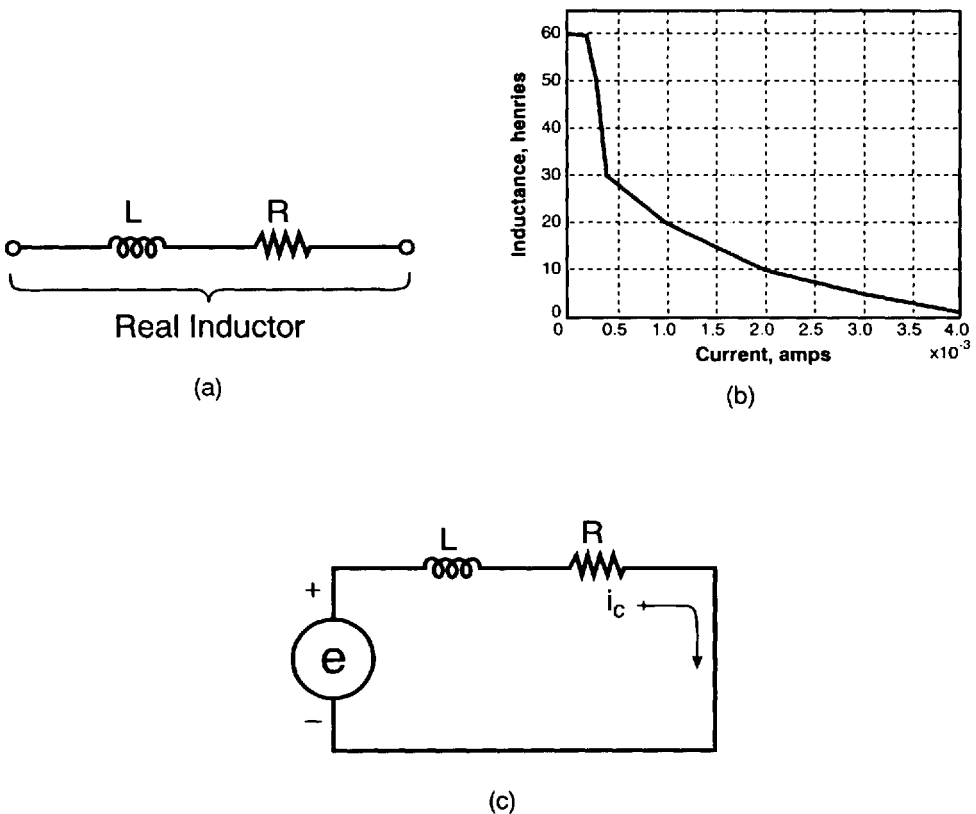 L
R
Real Inductor
(a)
Inductance, henries
60
50
40
30
20
10
0
0 0.5 1.0 1.5 2.0 2.5 3.0 3.5 4.0
x10⁻³
Current, amps
(b)
L
R
+
e
−
i_c
(c)